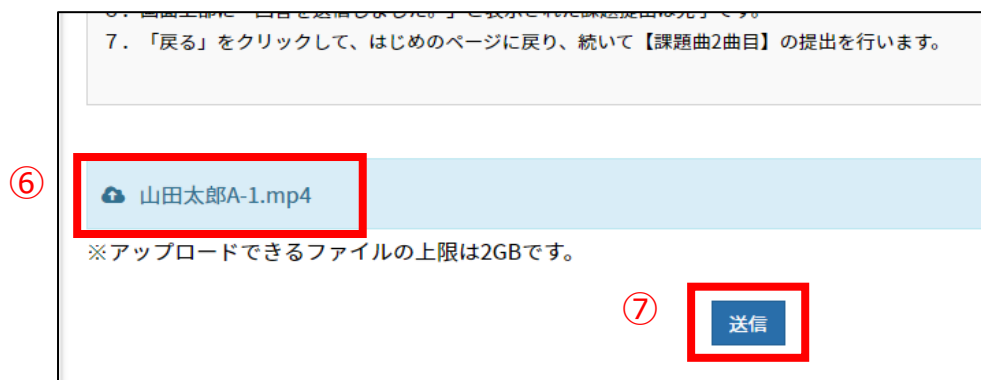 7. 「戻る」をクリックして、はじめのページに戻り、続いて【課題曲2曲目】の提出を行います。
⑥
山田太郎A-1.mp4
※アップロードできるファイルの上限は2GBです。
⑦
送信